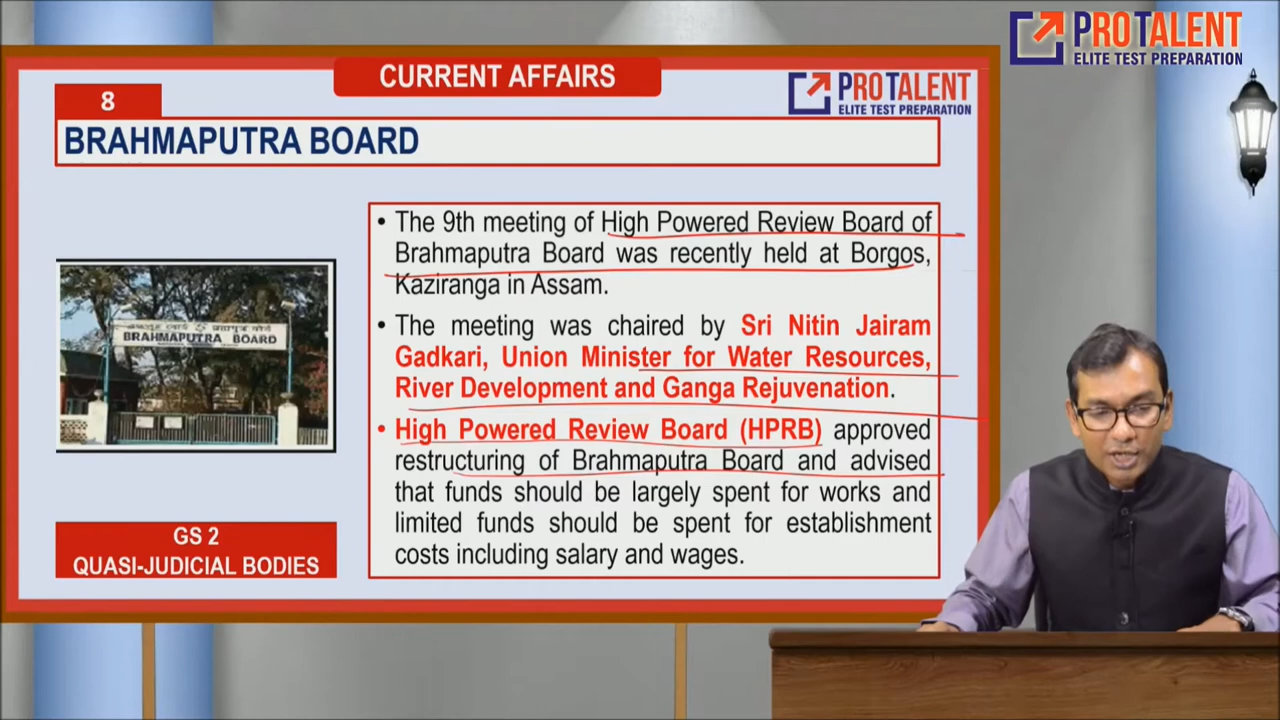 PROTALENT
ELITE TEST PREPARATION
CURRENT AFFAIRS
PROTALENT
ELITE TEST PREPARATION
8
BRAHMAPUTRA BOARD
• The 9th meeting of High Powered Review Board of
Brahmaputra Board was recently held at Borgos,
Kaziranga in Assam.
• The meeting was chaired by Sri Nitin Jairam
Gadkari, Union Minister for Water Resources,
River Development and Ganga Rejuvenation.
• High Powered Review Board (HPRB) approved
restructuring of Brahmaputra Board and advised
that funds should be largely spent for works and
limited funds should be spent for establishment
costs including salary and wages.
BRAHMAPUTRA BOARD
GS 2
QUASI-JUDICIAL BODIES